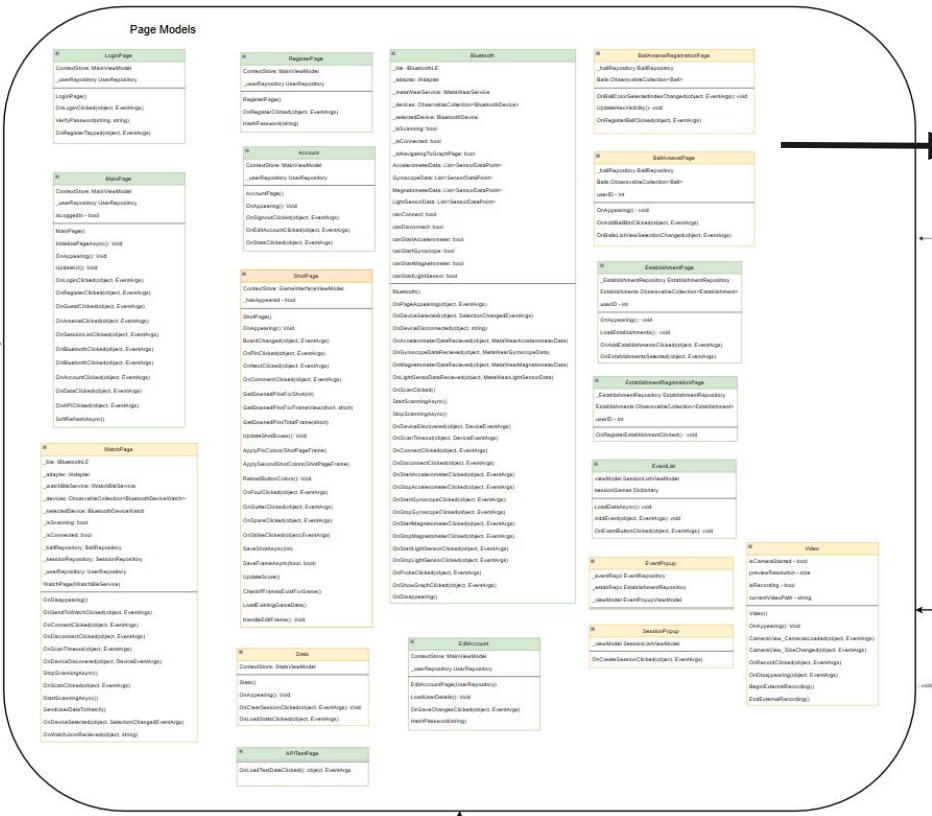 Page Models
LoginPage
ContextStore: MainViewModel
_userRepository UserRepository
LoginPage()
OnLoginClicked(object, EventArgs)
VerifyPassword(string, string)
OnRegisterTapped(object, EventArgs)
MainPage
ContextStore: MainViewModel
_userRepository UserRepository
isLoggedIn - bool
MainPage()
InitializePageAsync(): Void
OnAppearing(): Void
UpdateUI(): Void
OnLoginClicked(object, EventArgs)
OnRegisterClicked(object, EventArgs)
OnGuestClicked(object, EventArgs)
OnArsenalClicked(object, EventArgs)
OnSessionListClicked(object, EventArgs)
OnBluetoothClicked(object, EventArgs)
OnBluetoothClicked(object, EventArgs)
OnAccountClicked(object, EventArgs)
OnDataClicked(object, EventArgs)
OnAPIClicked(object, EventArgs)
SoftRefreshAsync()
WatchPage
_ble: IBluetoothLE
_adapter: IAdapter
_watchBleService: IWatchBleService
_devices: ObservableCollection<BluetoothDeviceWatch>
_selectedDevice: BluetoothDeviceWatch
_isScanning: bool
_isConnected: bool
_ballRepository: BallRepository
_sessionRepository: SessionRepository
_userRepository: UserRepository
WatchPage(IWatchBleService)
OnDisappearing()
OnSendToWatchClicked(object, EventArgs)
OnConnectClicked(object, EventArgs)
OnDisconnectClicked(object, EventArgs)
OnScanTimeout(object, EventArgs)
OnDeviceDiscovered(object, DeviceEventArgs)
StopScanningAsync()
OnScanClicked(object, EventArgs)
StartScanningAsync()
SendUserDataToWatch()
OnDeviceSelected(object, SelectionChangedEventArgs)
OnWatchJsonRecieved(object, string)
RegisterPage
ContextStore: MainViewModel
_userRepository UserRepository
RegisterPage()
OnRegisterClicked(object, EventArgs)
HashPassword(string)
Account
ContextStore: MainViewModel
_userRepository UserRepository
AccountPage()
OnAppearing(): Void
OnSignoutClicked(object, EventArgs)
OnEditAccountClicked(object, EventArgs)
OnStatsClicked(object, EventArgs)
ShotPage
ContextStore: GameInterfaceViewModel
_hasAppeared - bool
ShotPage()
OnAppearing(): Void
BoardChanged(object, EventArgs)
OnPinClicked(object, EventArgs)
OnNextClicked(object, EventArgs)
OnCommentClicked(object, EventArgs)
GetDownedPinsForShot(int)
GetDownedPinsForFrameView(short, short)
GetDownedPinsTotalFrame(short)
UpdateShotBoxes(): Void
ApplyPinColors(ShotPageFrame)
ApplySecondShotColors(ShotPageFrame)
ReloadButtonColors(): Void
OnFoulClicked(object, EventArgs)
OnGutterClicked(object, EventArgs)
OnSpareClicked(object, EventArgs)
OnStrikeClicked(object, EventArgs)
SaveShotAsync(int)
SaveFrameAsync(bool, bool)
UpdateScore()
CheckIfFramesExistForGame()
LoadExistingGameData()
HandleEditFrame(): Void
Stats
ContextStore: StatsViewModel
Stats()
OnAppearing(): Void
OnClearSessionClicked(object, EventArgs): Void
OnLoadStatsClicked(object, EventArgs)
APITestPage
OnLoadTestDateClicked(): object, EventArgs
Bluetooth
_ble: IBluetoothLE
_adapter: IAdapter
_metaWearService: IMetaWearService
_devices: ObservableCollection<BluetoothDevice>
_selectedDevice: BluetoothDevice
_isScanning: bool
_isConnected: bool
_isNavigatingToGraphPage: bool
AccelerometerData: List<SensorDataPoint>
GyroscopeData: List<SensorDataPoint>
MagnetometerData: List<SensorDataPoint>
LightSensorData: List<SensorDataPoint>
canConnect: bool
canDisconnect: bool
canStartAccelerometer: bool
canStartGyroscope: bool
canStartMagnetometer: bool
canStartLightSensor: bool
Bluetooth()
OnPageAppearing(object, EventArgs)
OnDeviceSelected(object, SelectionChangedEventArgs)
OnDeviceDisconnected(object, string)
OnAccelerometerDataRecieved(object, MetaWearAccelerometerData)
OnGyroscopeDataRecieved(object, MetaWearGyroscopeData)
OnMagnetometerDataRecieved(object, MetaWearMagnetometerData)
OnLightSensoDataRecieved(object, MetaWearLightSensorData)
OnScanClicked()
StartScanningAsync()
StopScanningAsync()
OnDeviceDiscovered(object, DeviceEventArgs)
OnScanTimeout(object, DeviceEventArgs)
OnConnectClicked(object, EventArgs)
OnDisconnectClicked(object, EventArgs)
OnStartAccelerometerClicked(object, EventArgs)
OnStopAccelerometerClicked(object, EventArgs)
OnStartGyroscopeClicked(object, EventArgs)
OnStopGyroscopeClicked(object, EventArgs)
OnStartMagnetometerClicked(object, EventArgs)
OnStopMagnetometerClicked(object, EventArgs)
OnStartLightSensorClicked(object, EventArgs)
OnStopLightSensorClicked(object, EventArgs)
OnProbeClicked(object, EventArgs)
OnShowGraphClicked(object, EventArgs)
OnDisappearing()
EditAccount
ContextStore: MainViewModel
_userRepository UserRepository
EditAccountPage(UserRepository)
LoadUserDetails(): Void
OnSaveChangesClicked(object, EventArgs)
HashPassword(string)
BallArsenalRegistrationPage
_ballRepository BallRepository
Balls ObservableCollection<Ball>
OnBallColorSelectedIndexChanged(object, EventArgs): void
UpdateHexVisibility(): void
OnRegisterBallClicked(object, EventArgs)
BallArsenalPage
_ballRepository BallRepository
Balls ObservableCollection<Ball>
userID - int
OnAppearing() : void
OnAddBallBtnClicked(object, EventArgs)
OnBallsListViewSelectionChanged(object, EventArgs)
EstablishmentPage
_EstablishmentRepository EstablishmentRepository
Establishments ObservableCollection<Establishment>
userID - int
OnAppearing() : void
LoadEstablishments() : void
OnAddEstablishmentsClicked(object, EventArgs)
OnEstablishmentsSelected(object, EventArgs)
EstablishmentRegistrationPage
_EstablishmentRepository EstablishmentRepository
Establishments ObservableCollection<Establishment>
userID - int
OnRegisterEstablishmentClicked() : void
EventList
viewModel SessionListViewModel
sessionGames Dictionary
LoadDataAsync(): void
AddEvent(object, EventArgs): void
OnEventButtonClicked(object, EventArgs): void
EventPopup
_eventRepo EventRepository
_estabRepo EstablishmentRepository
_viewModel EventPopupViewModel
SessionPopup
_viewModel SessionListViewModel
OnCreateSessionClicked(object, EventArgs)
Video
isCameraStarted - bool
previewResolution - size
isRecording - bool
currentVideoPath - string
Video()
OnAppearing(): Void
CameraView_CamerasLoaded(object, EventArgs)
CameraView_SizeChanged(object, EventArgs)
OnRecordClicked(object, EventArgs)
OnDisappearing(object, EventArgs)
BeginExternalRecording()
EndExternalRecording()
: void